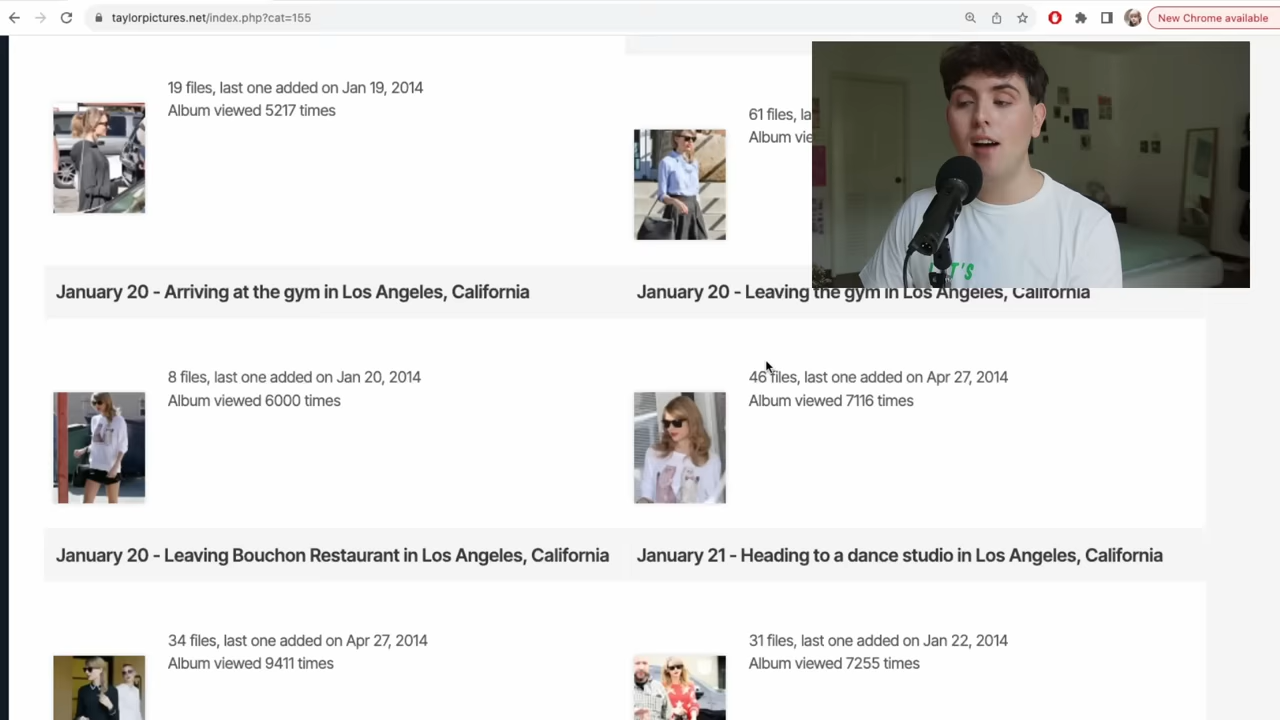 taylorpictures.net/index.php?cat=155
New Chrome available
19 files, last one added on Jan 19, 2014
Album viewed 5217 times
61 files, la
Album vie
January 20 - Arriving at the gym in Los Angeles, California
January 20 - Leaving the gym in Los Angeles, California
8 files, last one added on Jan 20, 2014
Album viewed 6000 times
46 files, last one added on Apr 27, 2014
Album viewed 7116 times
January 20 - Leaving Bouchon Restaurant in Los Angeles, California
January 21 - Heading to a dance studio in Los Angeles, California
34 files, last one added on Apr 27, 2014
Album viewed 9411 times
31 files, last one added on Jan 22, 2014
Album viewed 7255 times